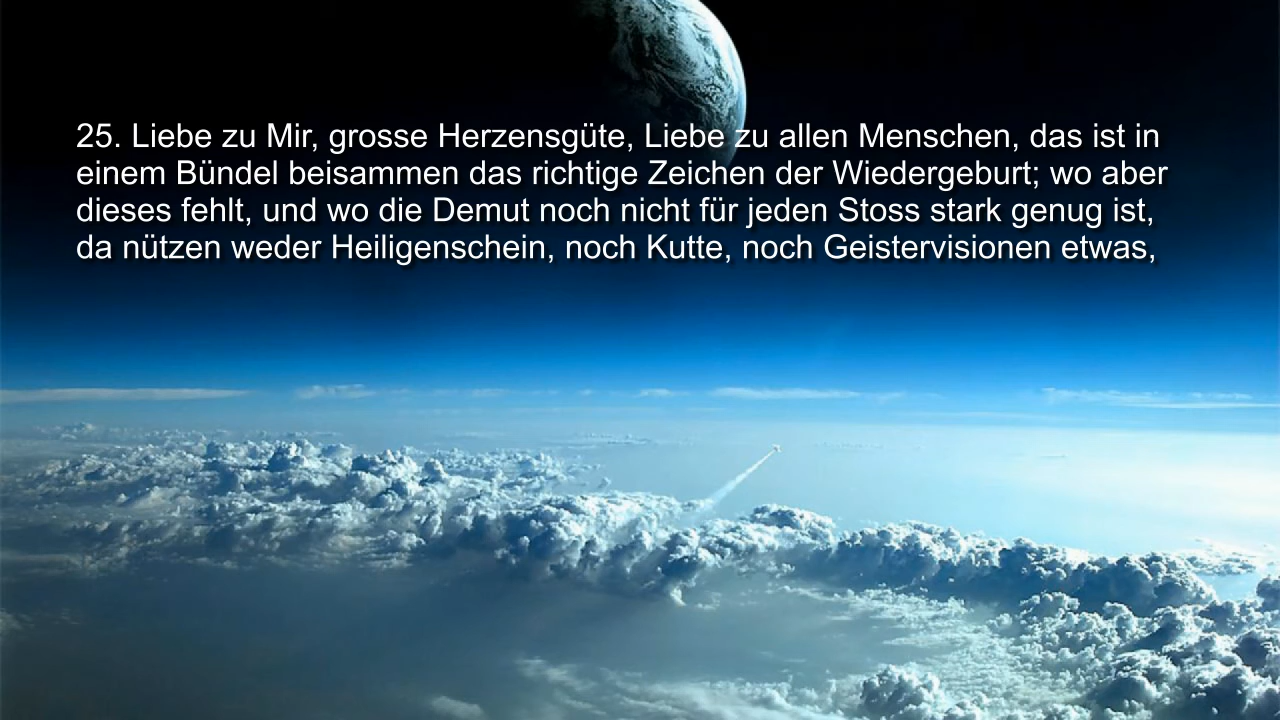 25. Liebe zu Mir, grosse Herzensgüte, Liebe zu allen Menschen, das ist in
einem Bündel beisammen das richtige Zeichen der Wiedergeburt; wo aber
dieses fehlt, und wo die Demut noch nicht für jeden Stoss stark genug ist,
da nützen weder Heiligenschein, noch Kutte, noch Geistervisionen etwas,